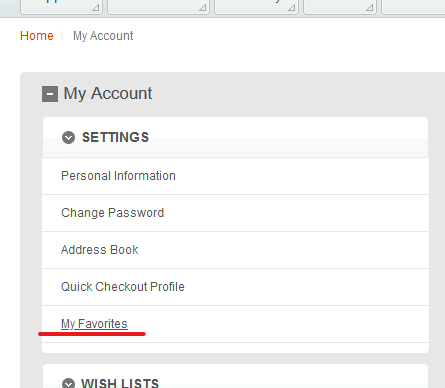 Home \ My Account
My Account
SETTINGS
Personal Information
Change Password
Address Book
Quick Checkout Profile
My Favorites
WISH LISTS